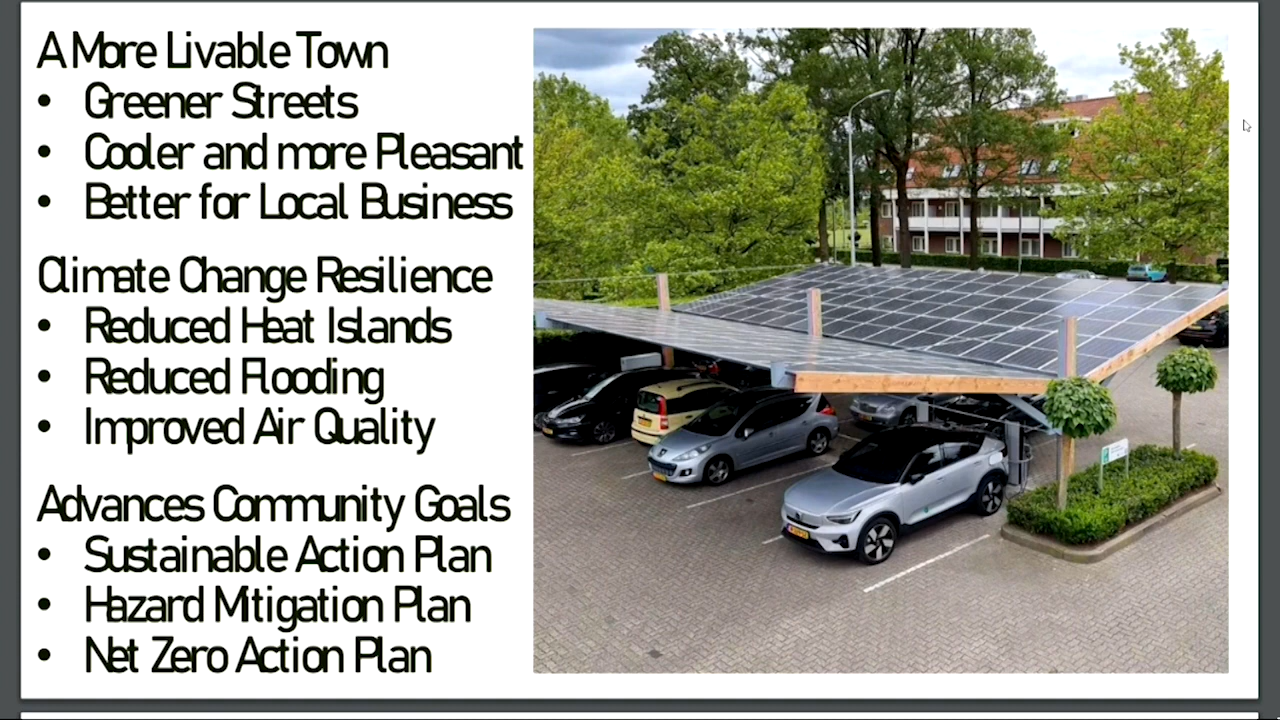 A More Livable Town
• Greener Streets
• Cooler and more Pleasant
• Better for Local Business
Climate Change Resilience
• Reduced Heat Islands
• Reduced Flooding
• Improved Air Quality
Advances Community Goals
• Sustainable Action Plan
• Hazard Mitigation Plan
• Net Zero Action Plan